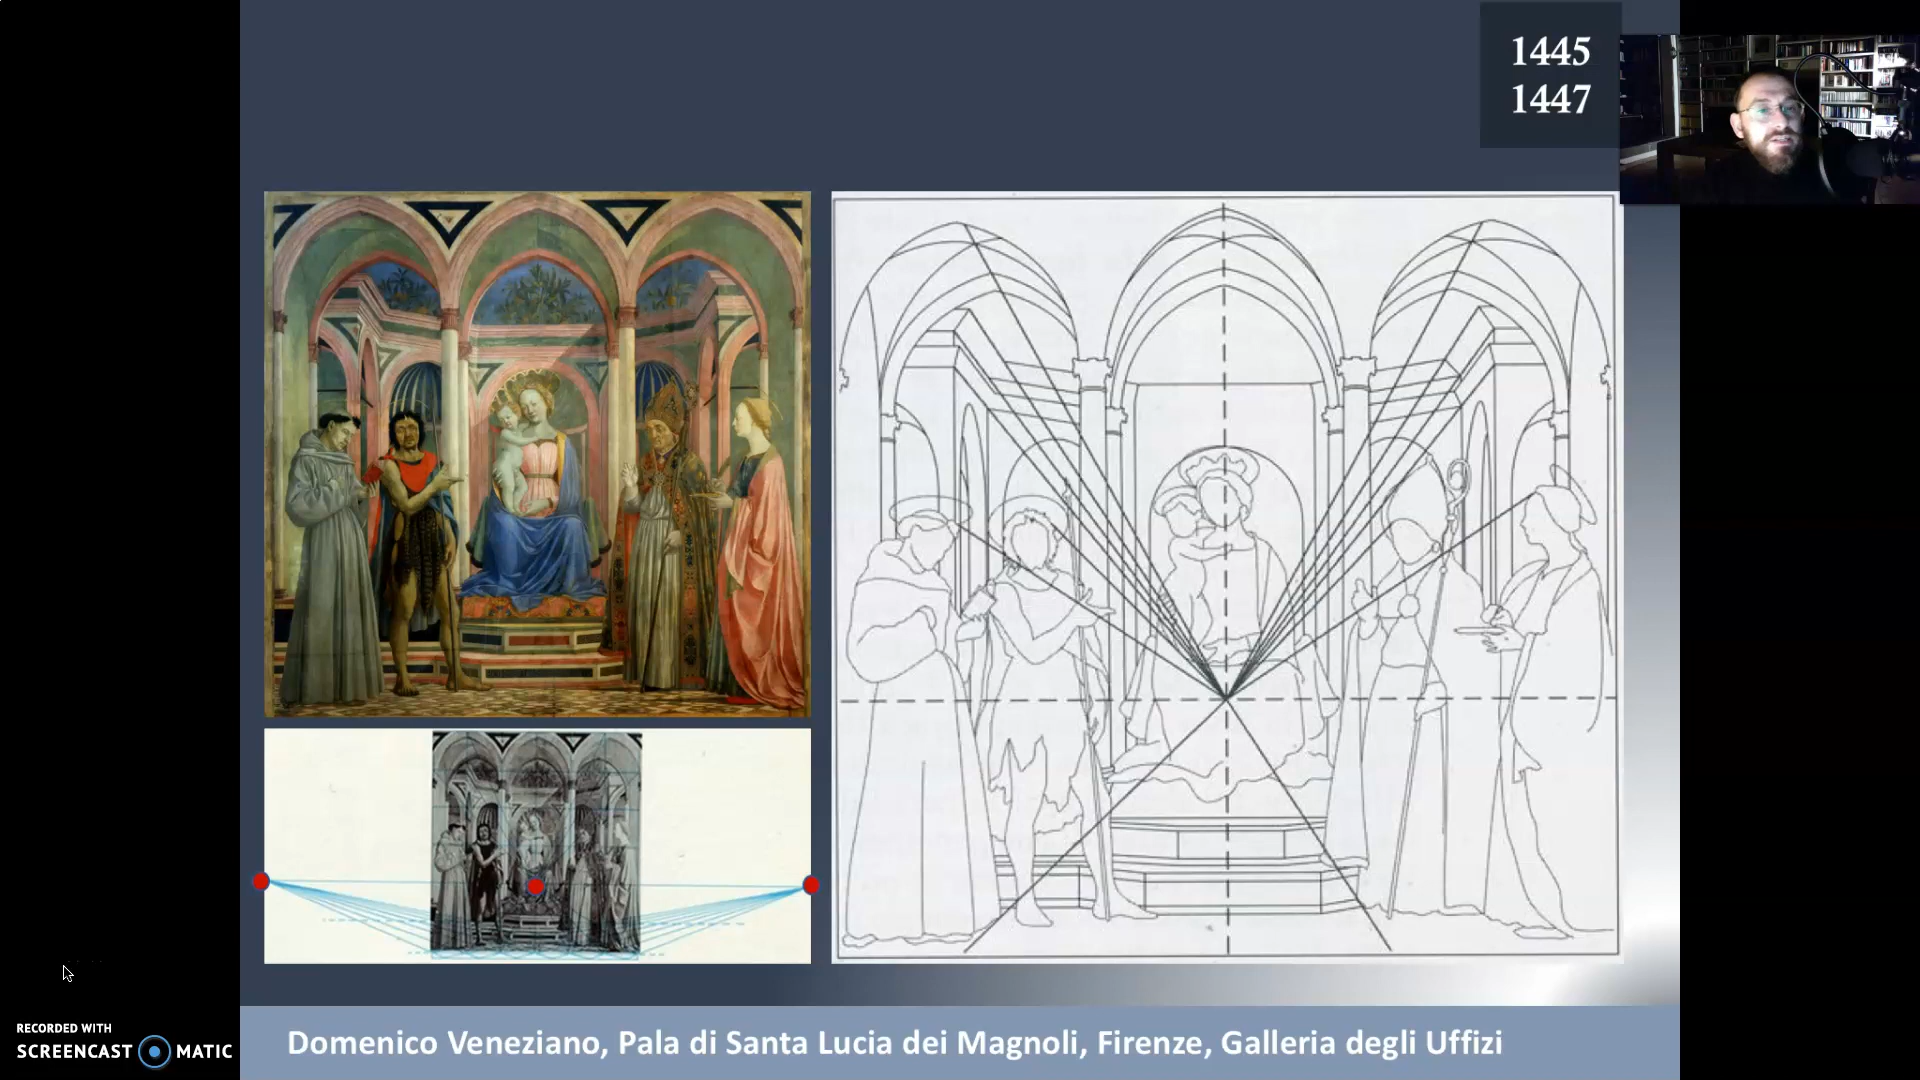 1445
1447
RECORDED WITH
SCREENCAST MATIC
Domenico Veneziano, Pala di Santa Lucia dei Magnoli, Firenze, Galleria degli Uffizi